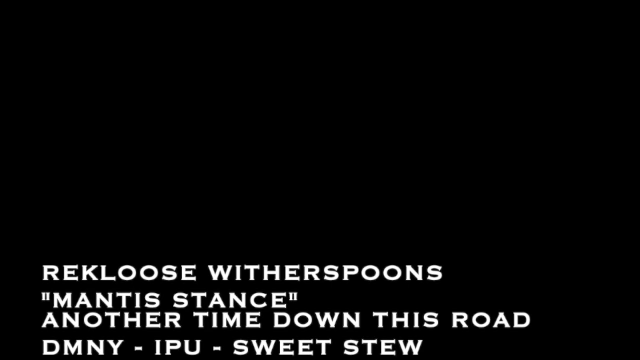 REKLOOSE WITHERSPOONS
"MANTIS STANCE"
ANOTHER TIME DOWN THIS ROAD
DMNY - IPU - SWEET STEW